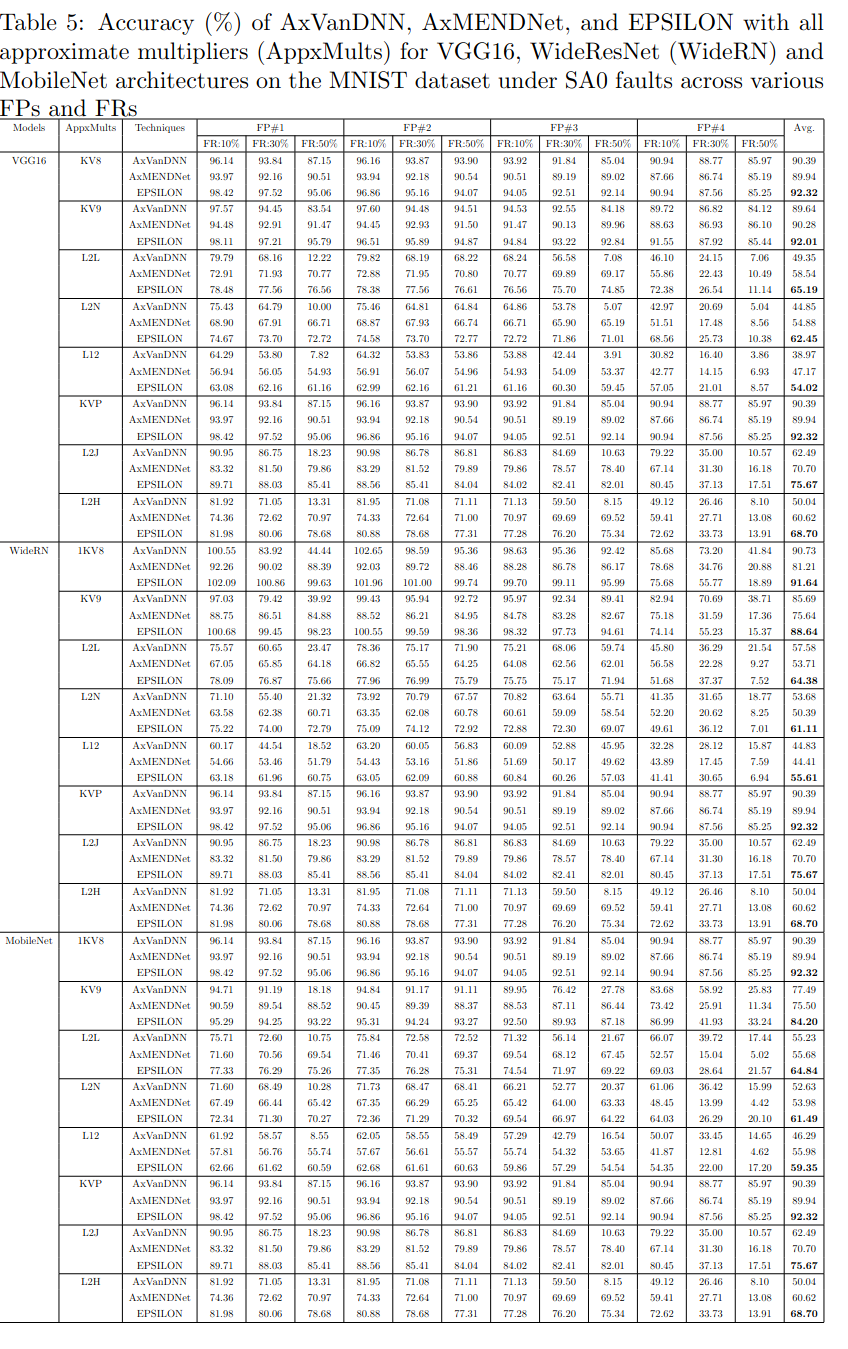 Table 5: Accuracy (%) of AxVanDNN, AxMENDNet, and EPSILON with all
approximate multipliers (AppxMults) for VGG16, WideResNet (WideRN) and
MobileNet architectures on the MNIST dataset under SA0 faults across various
FPs and FRs
Models AppxMults Techniques FP#1 FP#2 FP#3 FP#4 Avg.
FR:10% FR:30% FR:50% FR:10% FR:30% FR:50% FR:10% FR:30% FR:50% FR:10% FR:30% FR:50%
VGG16 KV8 AxVanDNN 96.14 93.84 87.15 96.16 93.87 93.90 93.92 91.84 85.04 90.94 88.77 85.97 90.39
AxMENDNet 93.97 92.16 90.51 93.94 92.18 90.54 90.51 89.19 89.02 87.66 86.74 85.19 89.94
EPSILON 98.42 97.52 95.06 96.86 95.16 94.07 94.05 92.51 92.14 90.94 87.56 85.25 92.32
KV9 AxVanDNN 97.57 94.45 83.54 97.60 94.48 94.51 94.53 92.55 84.18 89.72 86.82 84.12 89.64
AxMENDNet 94.48 92.91 91.47 94.45 92.93 91.50 91.47 90.13 89.96 88.63 86.93 86.10 90.28
EPSILON 98.11 97.21 95.79 96.51 95.89 94.87 94.84 93.22 92.84 91.55 87.92 85.44 92.01
L2L AxVanDNN 79.79 68.16 12.22 79.82 68.19 68.22 68.24 56.58 7.08 46.10 24.15 7.06 49.35
AxMENDNet 72.91 71.93 70.77 72.88 71.95 70.80 70.77 69.89 69.17 55.86 22.43 10.49 58.54
EPSILON 78.48 77.56 76.56 78.38 77.56 76.61 76.56 75.70 74.85 72.38 26.54 11.14 65.19
L2N AxVanDNN 75.43 64.79 10.00 75.46 64.81 64.84 64.86 53.78 5.07 42.97 20.69 5.04 44.85
AxMENDNet 68.90 67.91 66.71 68.87 67.93 66.74 66.71 65.90 65.19 51.51 17.48 8.56 54.88
EPSILON 74.67 73.70 72.72 74.58 73.70 72.77 72.72 71.86 71.01 68.56 25.73 10.38 62.45
L12 AxVanDNN 64.29 53.80 7.82 64.32 53.83 53.86 53.88 42.44 3.91 30.82 16.40 3.86 38.97
AxMENDNet 56.94 56.05 54.93 56.91 56.07 54.96 54.93 54.09 53.37 42.77 14.15 6.93 47.17
EPSILON 63.08 62.16 61.16 62.99 62.16 61.21 61.16 60.30 59.45 57.05 21.01 8.57 54.02
KVP AxVanDNN 96.14 93.84 87.15 96.16 93.87 93.90 93.92 91.84 85.04 90.94 88.77 85.97 90.39
AxMENDNet 93.97 92.16 90.51 93.94 92.18 90.54 90.51 89.19 89.02 87.66 86.74 85.19 89.94
EPSILON 98.42 97.52 95.06 96.86 95.16 94.07 94.05 92.51 92.14 90.94 87.56 85.25 92.32
L2J AxVanDNN 90.95 86.75 18.23 90.98 86.78 86.81 86.83 84.69 10.63 79.22 35.00 10.57 62.49
AxMENDNet 83.32 81.50 79.86 83.29 81.52 79.89 79.86 78.57 78.40 67.14 31.30 16.18 70.70
EPSILON 89.71 88.03 85.41 88.56 85.41 84.04 84.02 82.41 82.01 80.45 37.13 17.51 75.67
L2H AxVanDNN 81.92 71.05 13.31 81.95 71.08 71.11 71.13 59.50 8.15 49.12 26.46 8.10 50.04
AxMENDNet 74.36 72.62 70.97 74.33 72.64 71.00 70.97 69.69 69.52 59.41 27.71 13.08 60.62
EPSILON 81.98 80.06 78.68 80.88 78.68 77.31 77.28 76.20 75.34 72.62 33.73 13.91 68.70
WideRN 1KV8 AxVanDNN 100.55 83.92 44.44 102.65 98.59 95.36 98.63 95.36 92.42 85.68 73.20 41.84 90.73
AxMENDNet 92.26 90.02 88.39 92.03 89.72 88.46 88.28 86.78 86.17 78.68 34.76 20.88 81.21
EPSILON 102.09 100.86 99.63 101.96 101.00 99.74 99.70 99.11 95.99 75.68 55.77 18.89 91.64
KV9 AxVanDNN 97.03 79.42 39.92 99.43 95.94 92.72 95.97 92.34 89.41 82.94 70.69 38.71 85.69
AxMENDNet 88.75 86.51 84.88 88.52 86.21 84.95 84.78 83.28 82.67 75.18 31.59 17.36 75.64
EPSILON 100.68 99.45 98.23 100.55 99.59 98.36 98.32 97.73 94.61 74.14 55.23 15.37 88.64
L2L AxVanDNN 75.57 60.65 23.47 78.36 75.17 71.90 75.21 68.06 59.74 45.80 36.29 21.54 57.58
AxMENDNet 67.05 65.85 64.18 66.82 65.55 64.25 64.08 62.56 62.01 56.58 22.28 9.27 53.71
EPSILON 78.09 76.87 75.66 77.96 76.99 75.79 75.75 75.17 71.94 51.68 37.37 7.52 64.38
L2N AxVanDNN 71.10 55.40 21.32 73.92 70.79 67.57 70.82 63.64 55.71 41.35 31.65 18.77 53.68
AxMENDNet 63.58 62.38 60.71 63.35 62.08 60.78 60.61 59.09 58.54 52.20 20.62 8.25 50.39
EPSILON 75.22 74.00 72.79 75.09 74.12 72.92 72.88 72.30 69.07 49.61 36.12 7.01 61.11
L12 AxVanDNN 60.17 44.54 18.52 63.20 60.05 56.83 60.09 52.88 45.95 32.28 28.12 15.87 44.83
AxMENDNet 54.66 53.46 51.79 54.43 53.16 51.86 51.69 50.17 49.62 43.89 17.45 7.59 44.41
EPSILON 63.18 61.96 60.75 63.05 62.09 60.88 60.84 60.26 57.03 41.41 30.65 6.94 55.61
KVP AxVanDNN 96.14 93.84 87.15 96.16 93.87 93.90 93.92 91.84 85.04 90.94 88.77 85.97 90.39
AxMENDNet 93.97 92.16 90.51 93.94 92.18 90.54 90.51 89.19 89.02 87.66 86.74 85.19 89.94
EPSILON 98.42 97.52 95.06 96.86 95.16 94.07 94.05 92.51 92.14 90.94 87.56 85.25 92.32
L2J AxVanDNN 90.95 86.75 18.23 90.98 86.78 86.81 86.83 84.69 10.63 79.22 35.00 10.57 62.49
AxMENDNet 83.32 81.50 79.86 83.29 81.52 79.89 79.86 78.57 78.40 67.14 31.30 16.18 70.70
EPSILON 89.71 88.03 85.41 88.56 85.41 84.04 84.02 82.41 82.01 80.45 37.13 17.51 75.67
L2H AxVanDNN 81.92 71.05 13.31 81.95 71.08 71.11 71.13 59.50 8.15 49.12 26.46 8.10 50.04
AxMENDNet 74.36 72.62 70.97 74.33 72.64 71.00 70.97 69.69 69.52 59.41 27.71 13.08 60.62
EPSILON 81.98 80.06 78.68 80.88 78.68 77.31 77.28 76.20 75.34 72.62 33.73 13.91 68.70
MobileNet 1KV8 AxVanDNN 96.14 93.84 87.15 96.16 93.87 93.90 93.92 91.84 85.04 90.94 88.77 85.97 90.39
AxMENDNet 93.97 92.16 90.51 93.94 92.18 90.54 90.51 89.19 89.02 87.66 86.74 85.19 89.94
EPSILON 98.42 97.52 95.06 96.86 95.16 94.07 94.05 92.51 92.14 90.94 87.56 85.25 92.32
KV9 AxVanDNN 94.71 91.19 18.18 94.84 91.17 91.11 89.95 76.42 27.78 83.68 58.92 25.83 77.49
AxMENDNet 90.59 89.54 88.52 90.45 89.39 88.37 88.53 87.11 86.44 73.42 25.91 11.34 75.50
EPSILON 95.29 94.25 93.22 95.31 94.24 93.27 92.50 89.93 87.18 86.99 41.93 33.24 84.20
L2L AxVanDNN 75.71 72.60 10.75 75.84 72.58 72.52 71.32 56.14 21.67 66.07 39.72 17.44 55.23
AxMENDNet 71.60 70.56 69.54 71.46 70.41 69.37 69.54 68.12 67.45 52.57 15.04 5.02 55.68
EPSILON 77.33 76.29 75.26 77.35 76.28 75.31 74.54 71.97 69.22 69.03 28.64 21.57 64.84
L2N AxVanDNN 71.60 68.49 10.28 71.73 68.47 68.41 66.21 52.77 20.37 61.06 36.42 15.99 52.63
AxMENDNet 67.49 66.44 65.42 67.35 66.29 65.25 65.42 64.00 63.33 48.45 13.99 4.42 53.98
EPSILON 72.34 71.30 70.27 72.36 71.29 70.32 69.54 66.97 64.22 64.03 26.29 20.10 61.49
L12 AxVanDNN 61.92 58.57 8.55 62.05 58.55 58.49 57.29 42.79 16.54 50.07 33.45 14.65 46.29
AxMENDNet 57.81 56.76 55.74 57.67 56.61 55.57 55.74 54.32 53.65 41.87 12.81 4.62 55.98
EPSILON 62.66 61.62 60.59 62.68 61.61 60.63 59.86 57.29 54.54 54.35 22.00 17.20 59.35
KVP AxVanDNN 96.14 93.84 87.15 96.16 93.87 93.90 93.92 91.84 85.04 90.94 88.77 85.97 90.39
AxMENDNet 93.97 92.16 90.51 93.94 92.18 90.54 90.51 89.19 89.02 87.66 86.74 85.19 89.94
EPSILON 98.42 97.52 95.06 96.86 95.16 94.07 94.05 92.51 92.14 90.94 87.56 85.25 92.32
L2J AxVanDNN 90.95 86.75 18.23 90.98 86.78 86.81 86.83 84.69 10.63 79.22 35.00 10.57 62.49
AxMENDNet 83.32 81.50 79.86 83.29 81.52 79.89 79.86 78.57 78.40 67.14 31.30 16.18 70.70
EPSILON 89.71 88.03 85.41 88.56 85.41 84.04 84.02 82.41 82.01 80.45 37.13 17.51 75.67
L2H AxVanDNN 81.92 71.05 13.31 81.95 71.08 71.11 71.13 59.50 8.15 49.12 26.46 8.10 50.04
AxMENDNet 74.36 72.62 70.97 74.33 72.64 71.00 70.97 69.69 69.52 59.41 27.71 13.08 60.62
EPSILON 81.98 80.06 78.68 80.88 78.68 77.31 77.28 76.20 75.34 72.62 33.73 13.91 68.70